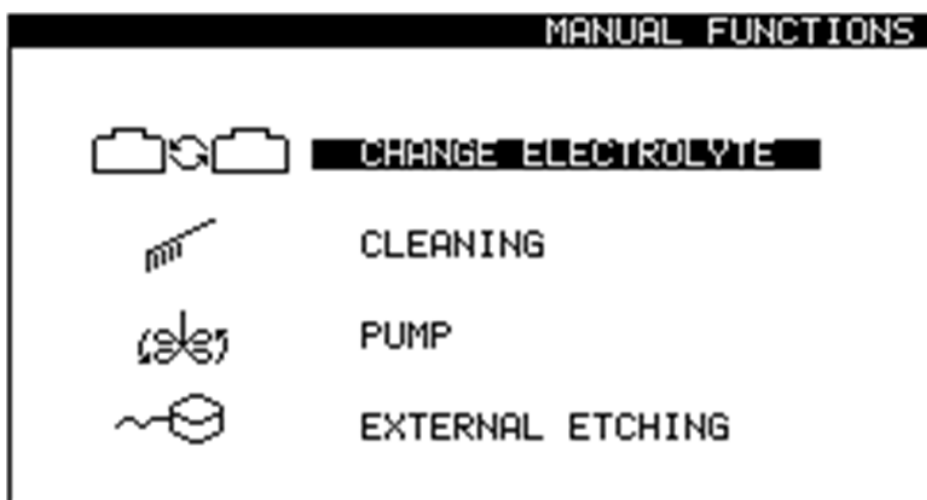 MANUAL FUNCTIONS
CHANGE ELECTROLYTE
CLEANING
PUMP
EXTERNAL ETCHING